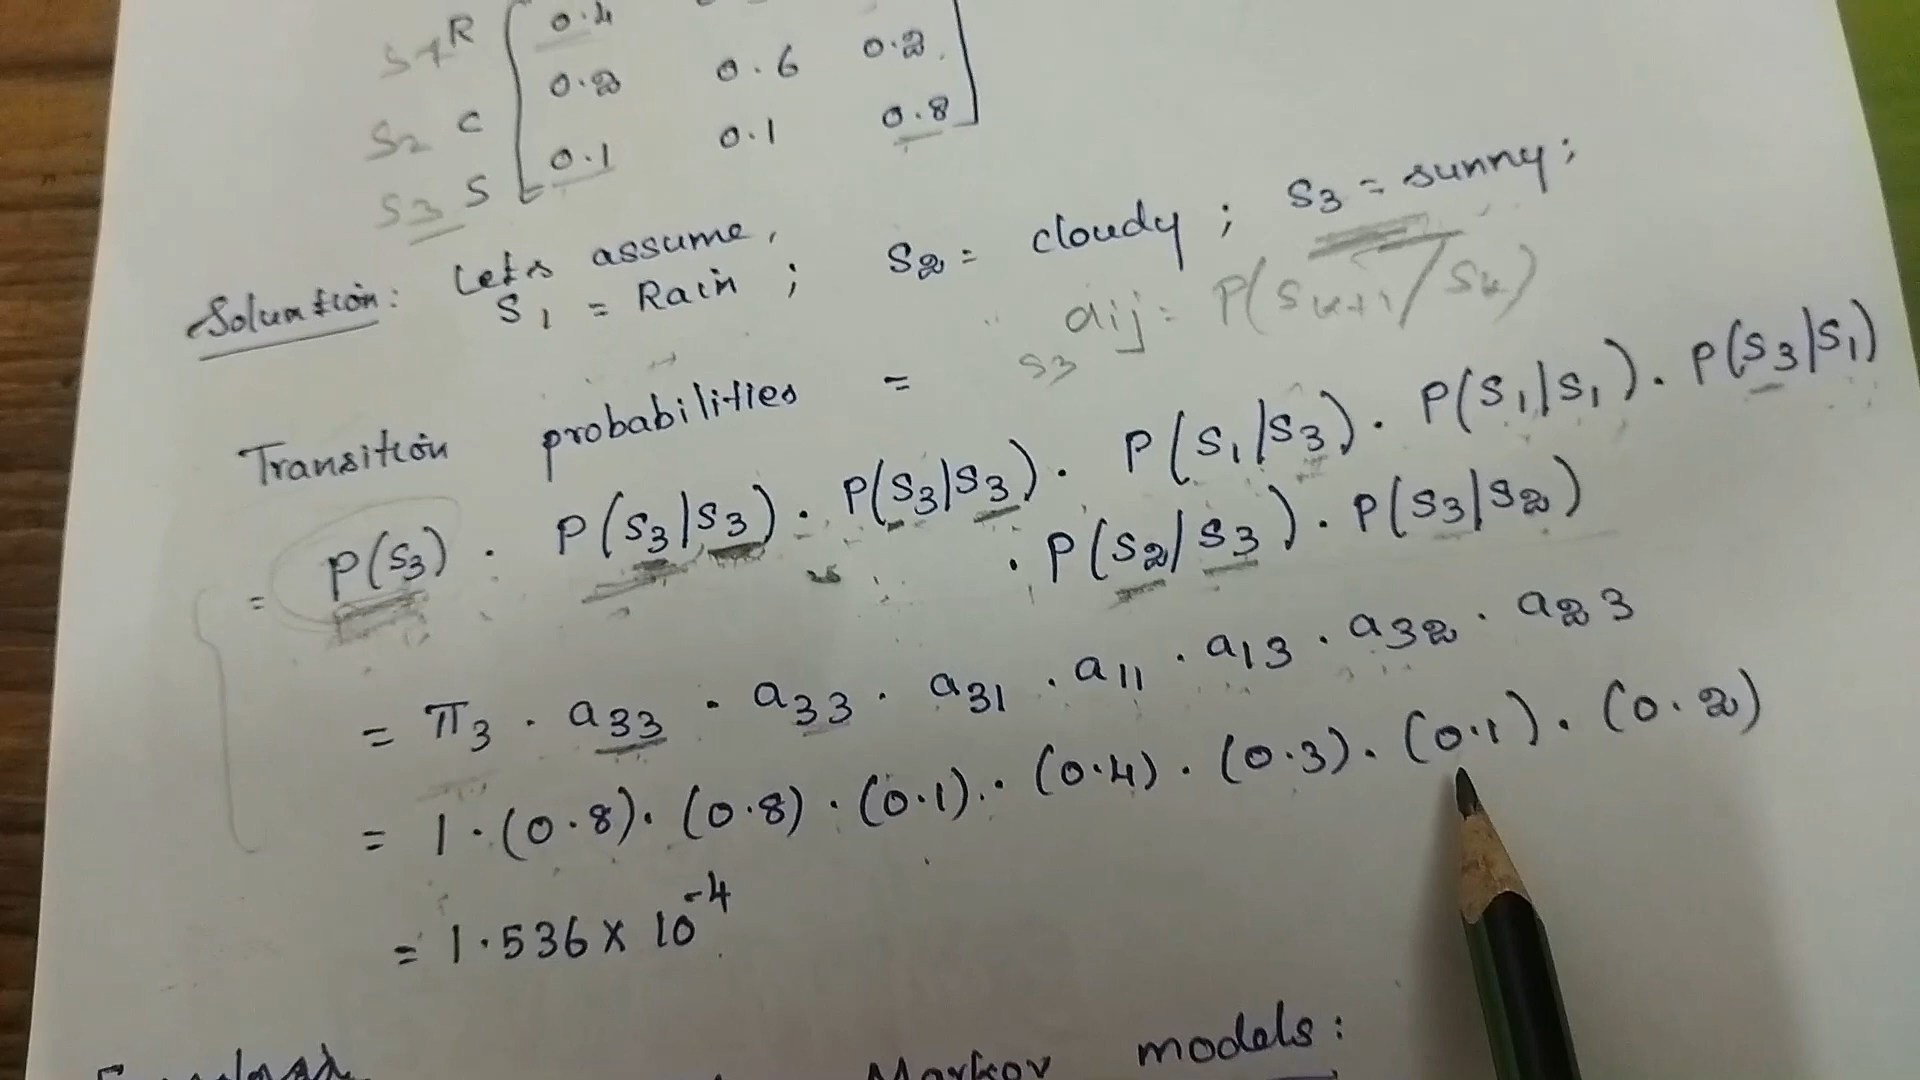 S1 R 0.4
S2 C 0.2 0.6 0.2
S3 S 0.1 0.1 0.8
Solution: Let's assume,
S1 = Rain ; S2 = cloudy ; S3 = sunny;
aij = P(Sk+1/Sk)
S3
Transition probabilities =
= P(S3) . P(S3|S3) . P(S3|S3) . P(S1|S3) . P(S1|S1) . P(S3|S1)
. P(S2|S3) . P(S3|S2)
= π3 . a33 . a33 . a31 . a11 . a13 . a32 . a23
= 1 . (0.8) . (0.8) . (0.1) . (0.4) . (0.3) . (0.1) . (0.2)
= 1.536 x 10^-4
Markov models: